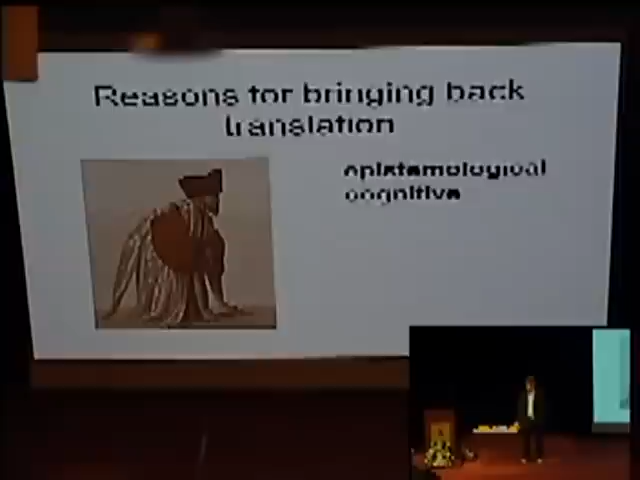 Reasons for bringing back
translation
epistemological
cognitive